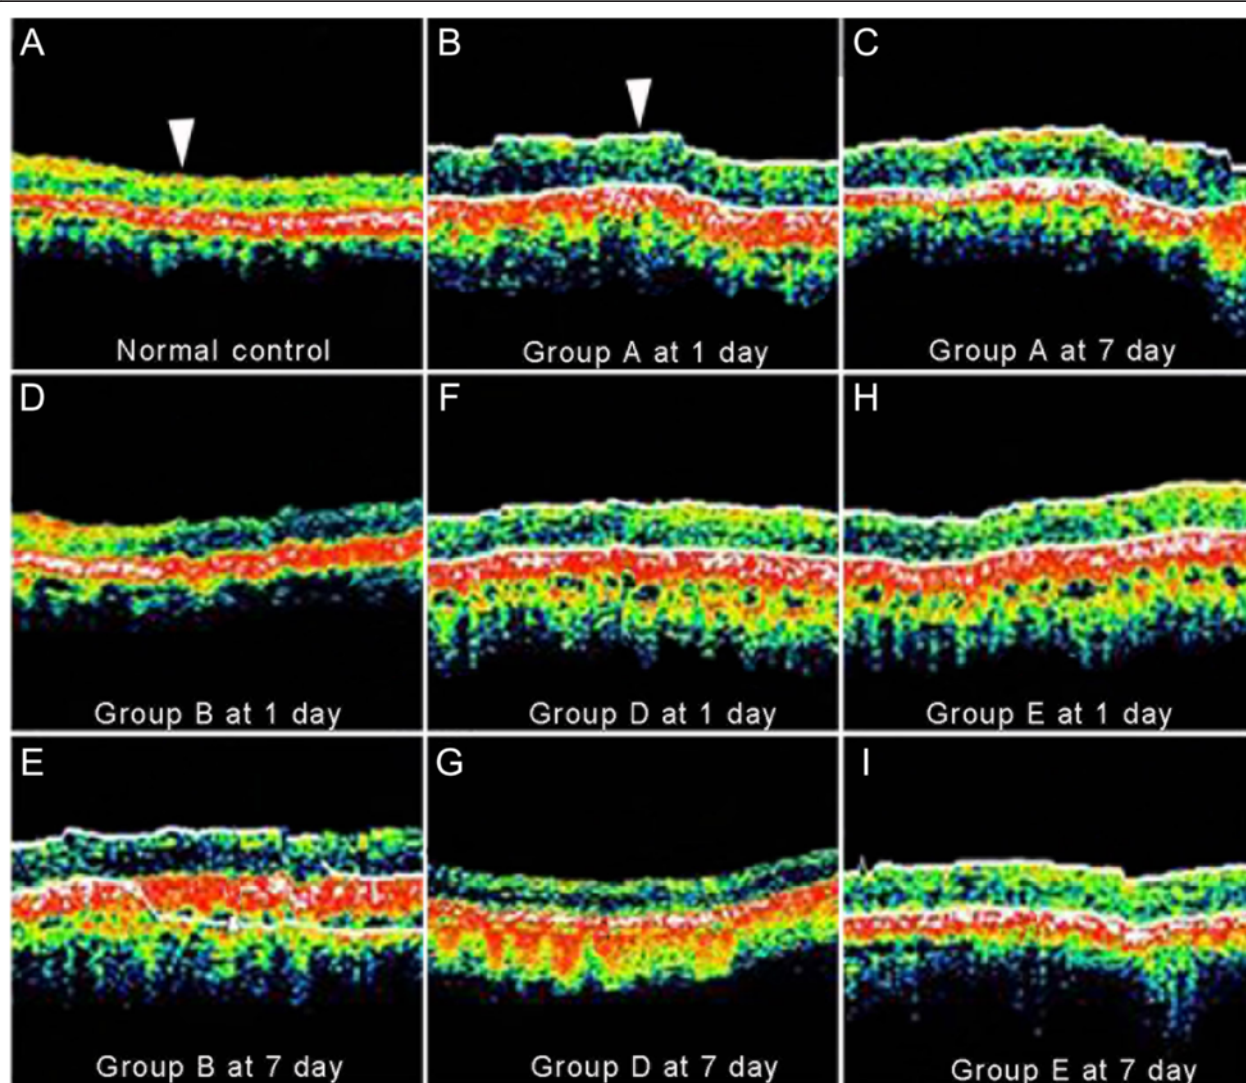 A
B
C
Normal control
Group A at 1 day
Group A at 7 day
D
F
H
Group B at 1 day
Group D at 1 day
Group E at 1 day
E
G
I
Group B at 7 day
Group D at 7 day
Group E at 7 day